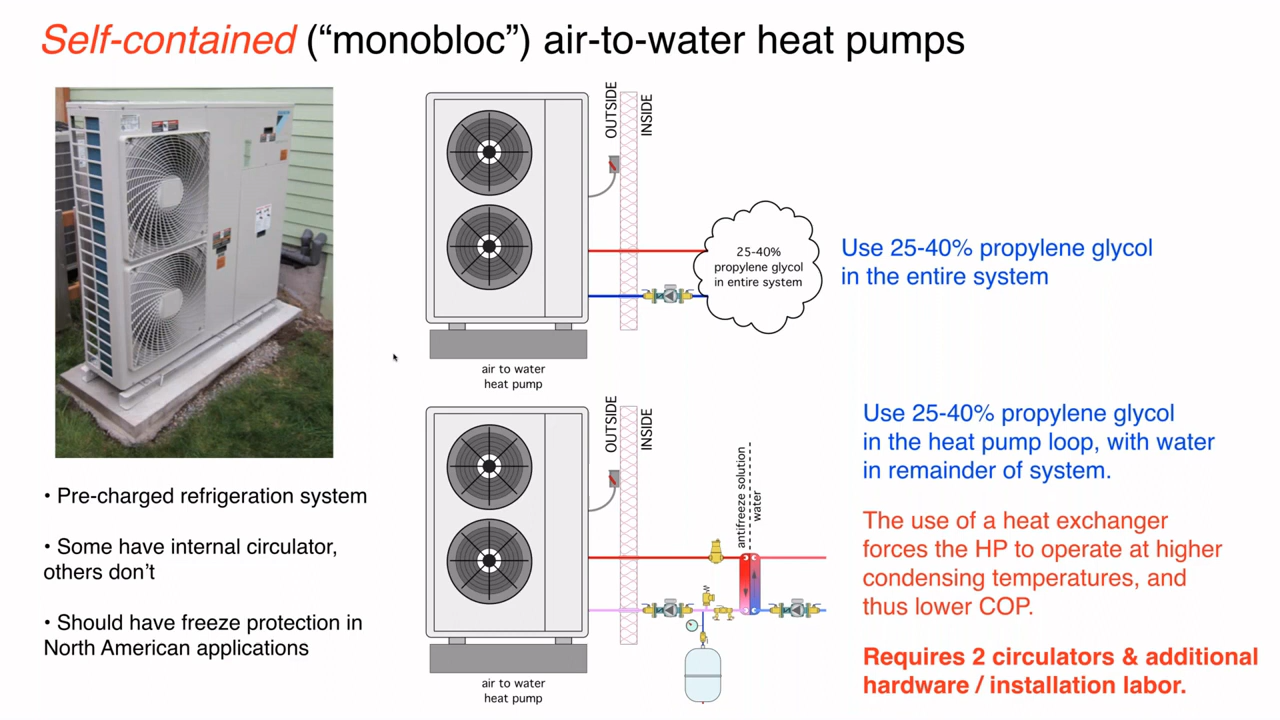 Self-contained (“monobloc”) air-to-water heat pumps
OUTSIDE
INSIDE
25-40%
propylene glycol
in entire system
Use 25-40% propylene glycol
in the entire system
air to water
heat pump
• Pre-charged refrigeration system
• Some have internal circulator,
others don’t
• Should have freeze protection in
North American applications
OUTSIDE
INSIDE
antifreeze solution
water
air to water
heat pump
Use 25-40% propylene glycol
in the heat pump loop, with water
in remainder of system.
The use of a heat exchanger
forces the HP to operate at higher
condensing temperatures, and
thus lower COP.
Requires 2 circulators & additional
hardware / installation labor.